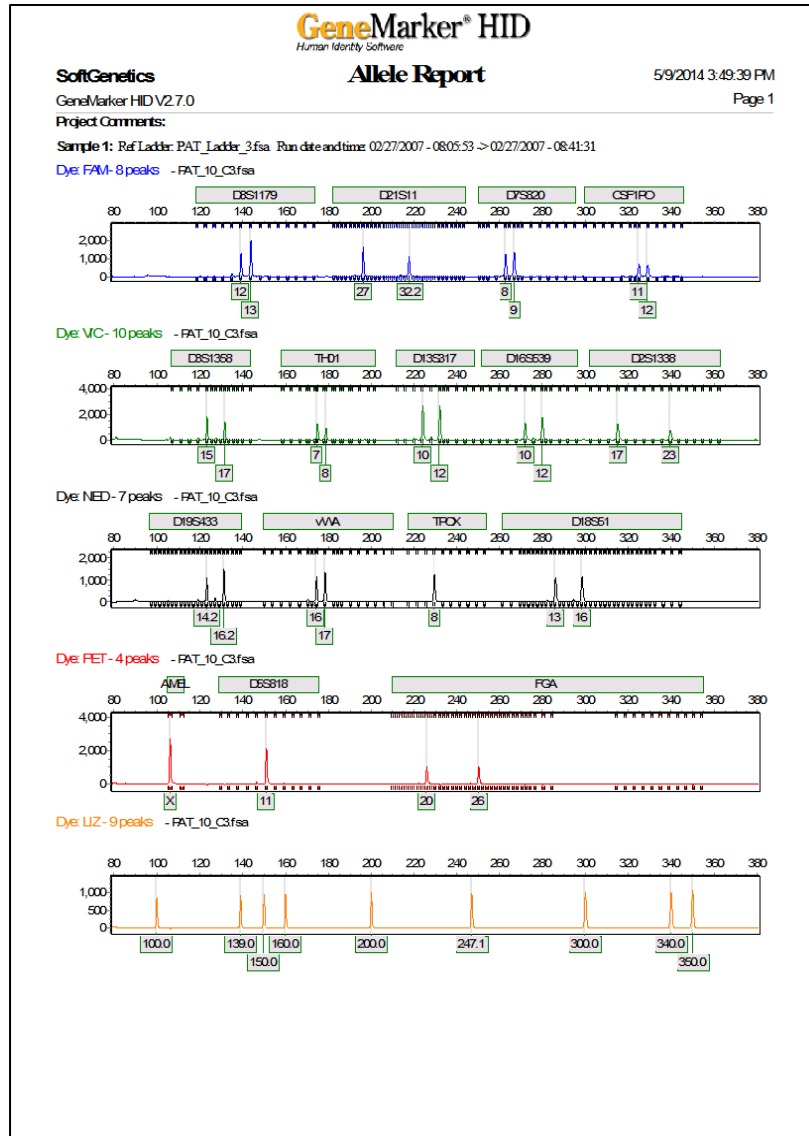 GeneMarker® HID
Human Identity Software
SoftGenetics Allele Report 5/9/2014 3:49:39 PM
GeneMarker HID V2.7.0 Page 1
Project Comments:
Sample 1: Ref Ladder: PAT_Ladder_3.fsa Run date and time: 02/27/2007 - 08:05:53 -> 02/27/2007 - 08:41:31
Dye: FAM - 8 peaks - PAT_10_C3.fsa
D8S1179 D21S11 D7S820 CSF1PO
80 100 120 140 160 180 200 220 240 260 280 300 320 340 360 380
2,000
1,000
0
12 27 32.2 8 11
13 9 12
Dye: VIC - 10 peaks - PAT_10_C3.fsa
D3S1358 TH01 D13S317 D16S539 D2S1338
80 100 120 140 160 180 200 220 240 260 280 300 320 340 360 380
4,000
2,000
0
15 7 10 10 17 23
17 8 12 12
Dye: NED - 7 peaks - PAT_10_C3.fsa
D19S433 vWA TPOX D18S51
80 100 120 140 160 180 200 220 240 260 280 300 320 340 360 380
2,000
1,000
0
14.2 16 8 13 16
16.2 17
Dye: PET - 4 peaks - PAT_10_C3.fsa
AMEL D5S818 FGA
80 100 120 140 160 180 200 220 240 260 280 300 320 340 360 380
4,000
2,000
0
X 11 20 26
Dye: LIZ - 9 peaks - PAT_10_C3.fsa
80 100 120 140 160 180 200 220 240 260 280 300 320 340 360 380
1,000
500
0
100.0 139.0 160.0 200.0 247.1 300.0 340.0
150.0 350.0